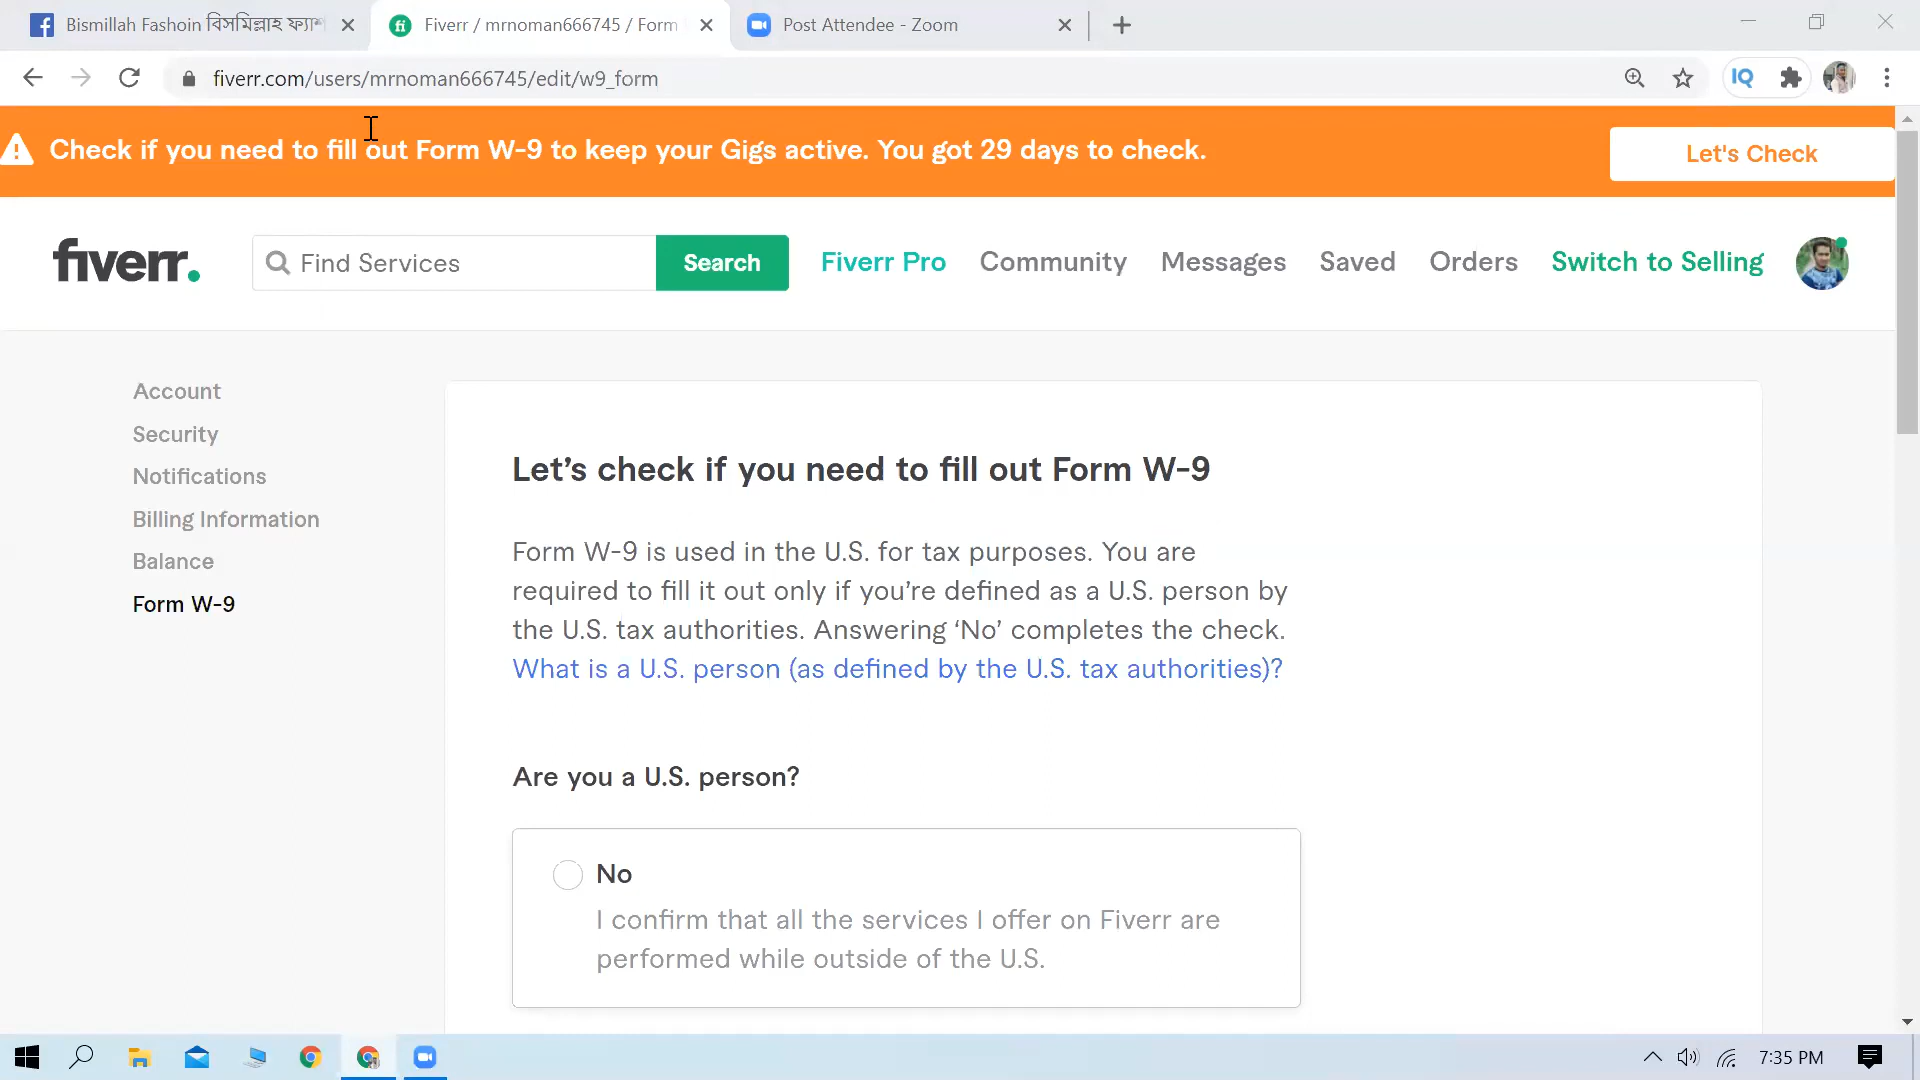 Bismillah Fashoin বিসমিল্লাহ ফ্যাশ
Fiverr / mrnoman666745 / Form
Post Attendee - Zoom
fiverr.com/users/mrnoman666745/edit/w9_form
IQ
Check if you need to fill out Form W-9 to keep your Gigs active. You got 29 days to check.
Let's Check
fiverr.
Find Services
Search
Fiverr Pro
Community
Messages
Saved
Orders
Switch to Selling
Account
Security
Notifications
Billing Information
Balance
Form W-9
Let’s check if you need to fill out Form W-9
Form W-9 is used in the U.S. for tax purposes. You are
required to fill it out only if you’re defined as a U.S. person by
the U.S. tax authorities. Answering ‘No’ completes the check.
What is a U.S. person (as defined by the U.S. tax authorities)?
Are you a U.S. person?
No
I confirm that all the services I offer on Fiverr are
performed while outside of the U.S.
7:35 PM